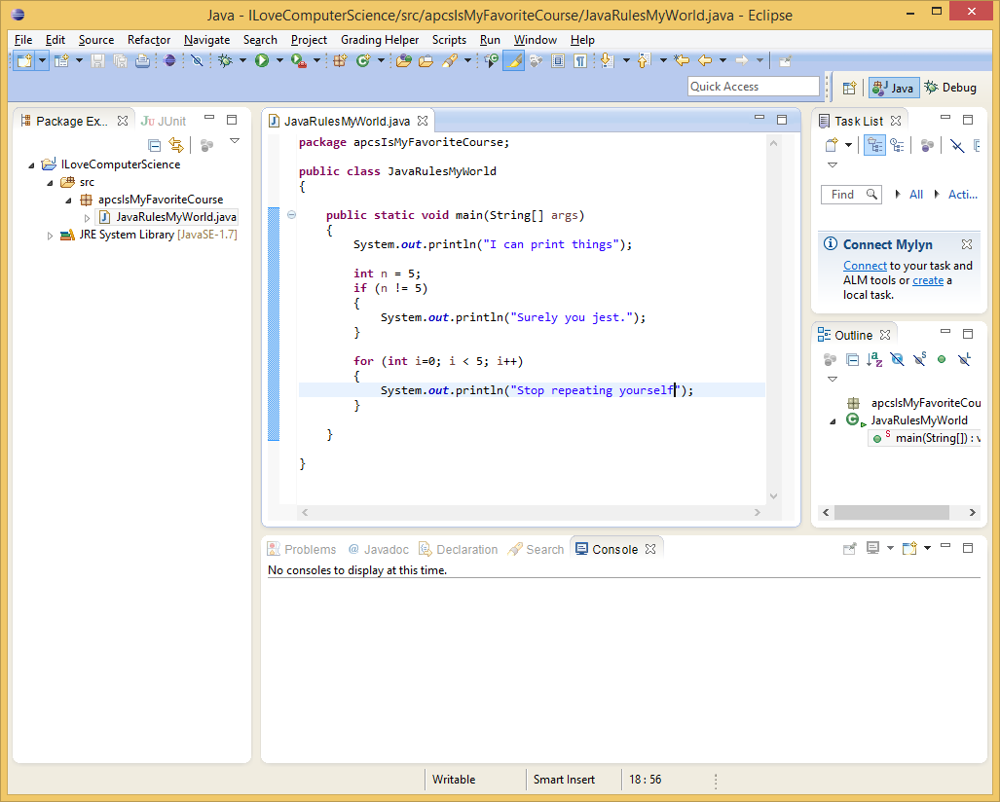 Java - ILoveComputerScience/src/apcsIsMyFavoriteCourse/JavaRulesMyWorld.java - Eclipse
File Edit Source Refactor Navigate Search Project Grading Helper Scripts Run Window Help
Quick Access
Java
Debug
Package Ex...
JUnit
ILoveComputerScience
src
apcsIsMyFavoriteCourse
JavaRulesMyWorld.java
JRE System Library [JavaSE-1.7]
JavaRulesMyWorld.java
package apcsIsMyFavoriteCourse;
public class JavaRulesMyWorld
{
public static void main(String[] args)
{
System.out.println("I can print things");
int n = 5;
if (n != 5)
{
System.out.println("Surely you jest.");
}
for (int i=0; i < 5; i++)
{
System.out.println("Stop repeating yourself");
}
}
}
Task List
Find
All
Acti...
Connect Mylyn
Connect to your task and
ALM tools or create a
local task.
Outline
apcsIsMyFavoriteCou
JavaRulesMyWorld
main(String[]) : v
Problems @ Javadoc Declaration Search Console
No consoles to display at this time.
Writable Smart Insert 18 : 56